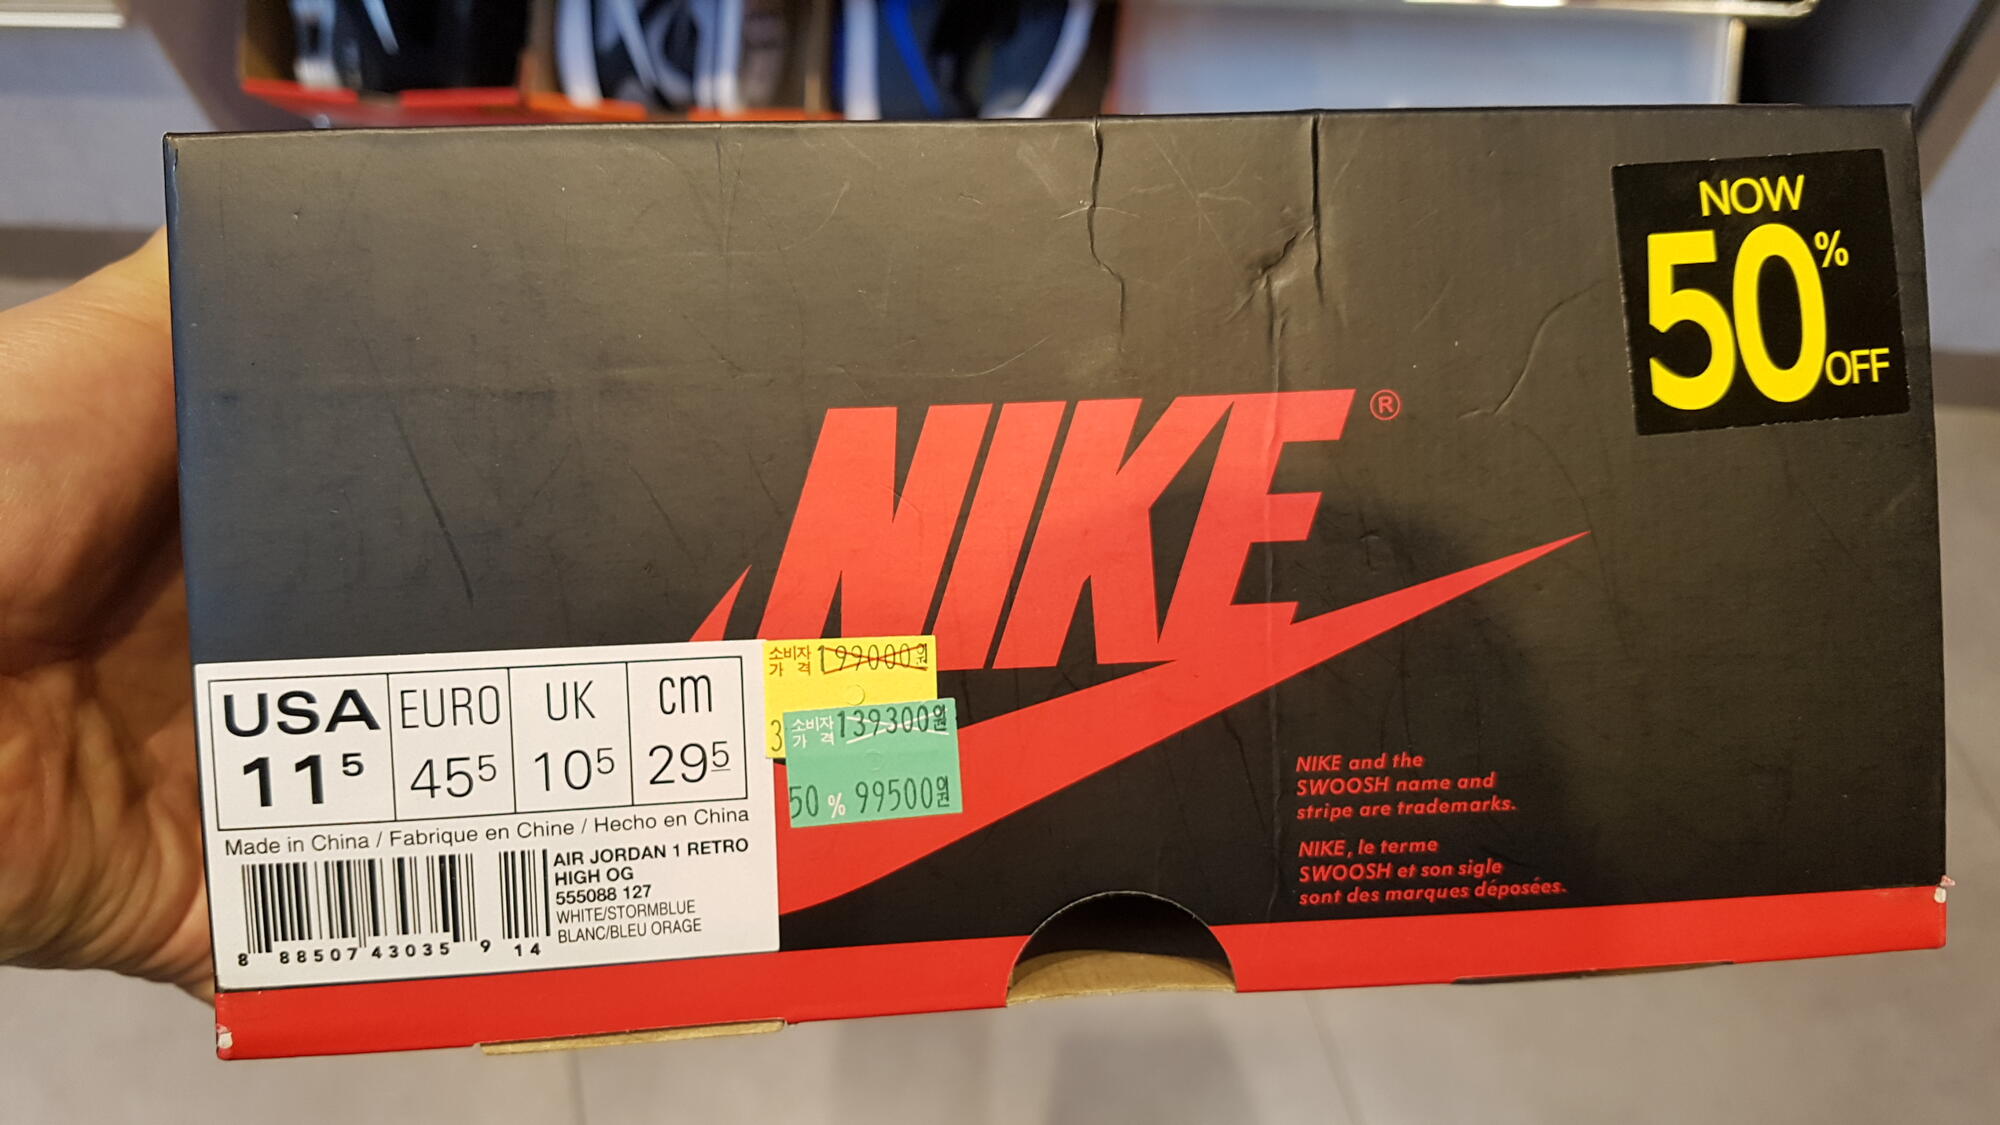 NOW
50%
OFF
NIKE®
USA EURO UK cm
11⁵ 45⁵ 10⁵ 29⁵
Made in China / Fabrique en Chine / Hecho en China
AIR JORDAN 1 RETRO
HIGH OG
555088 127
WHITE/STORMBLUE
BLANC/BLEU ORAGE
8 88507 43035 9 14
소비자
가 격 199000원
3
소비자
가 격 139300원
50 % 99500원
NIKE and the
SWOOSH name and
stripe are trademarks.
NIKE, le terme
SWOOSH et son sigle
sont des marques déposées.